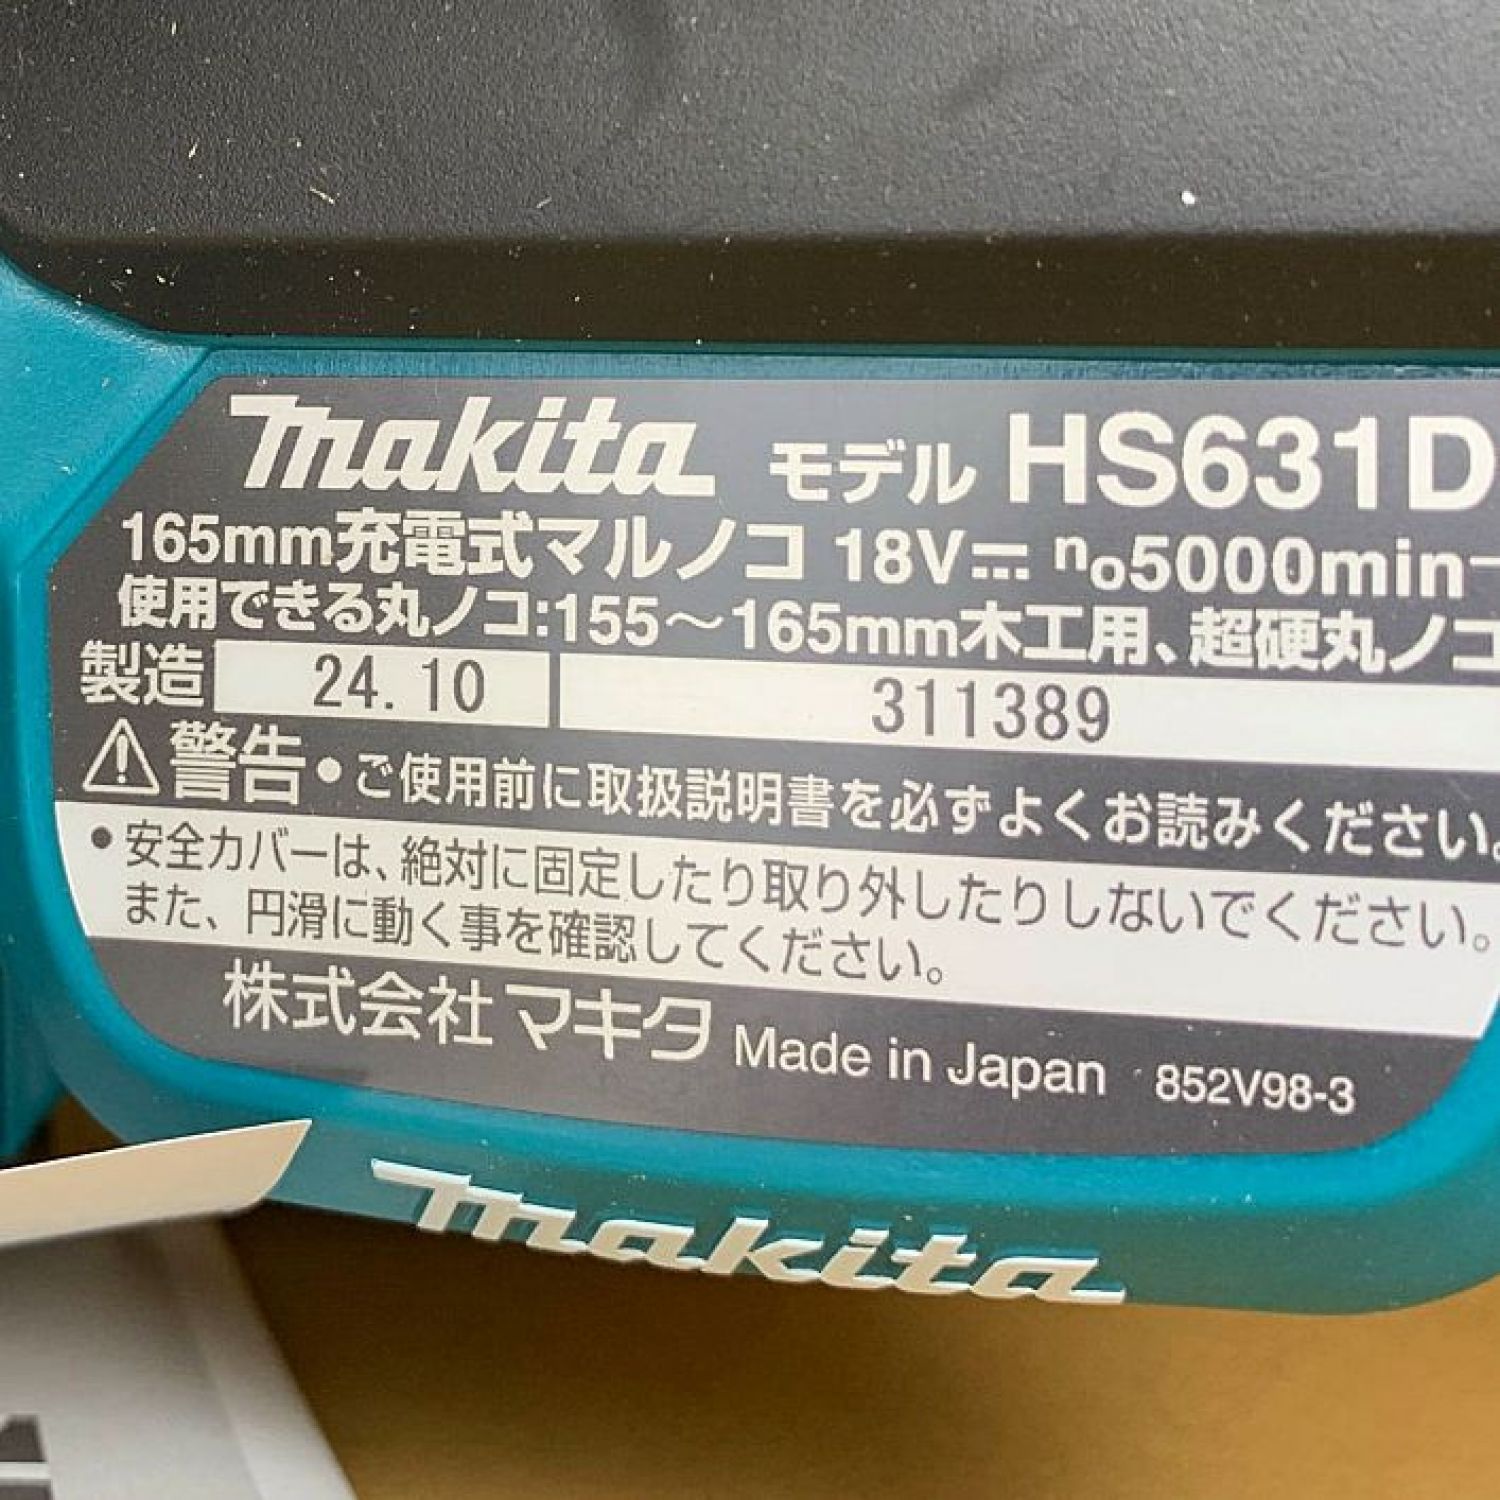 makita モデル HS631D
165mm充電式マルノコ 18V⎓ n₀5000min⁻
使用できる丸ノコ:155～165mm木工用、超硬丸ノコ
製造 24.10 311389
⚠警告 ●ご使用前に取扱説明書を必ずよくお読みください。
●安全カバーは、絶対に固定したり取り外したりしないでください。
また、円滑に動く事を確認してください。
株式会社マキタ Made in Japan 852V98-3
makita